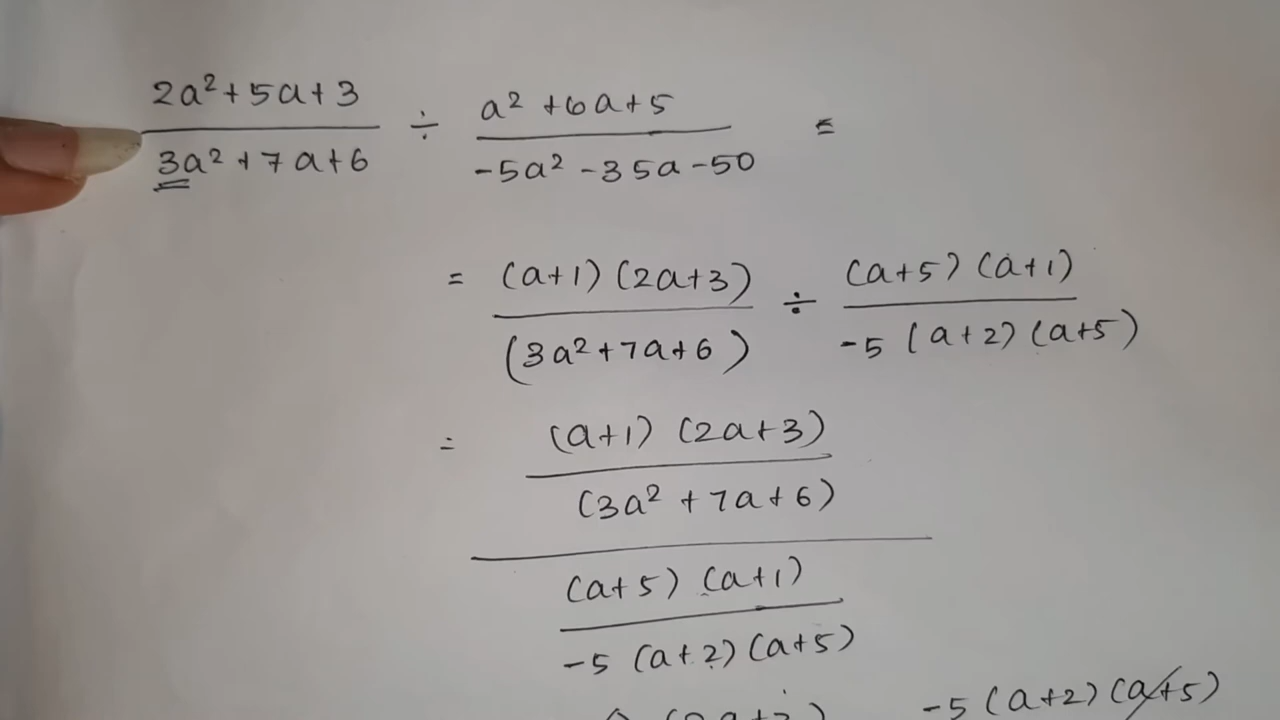 2a²+5a+3 / 3a²+7a+6 ÷ a²+6a+5 / -5a²-35a-50 =
= (a+1)(2a+3) / (3a²+7a+6) ÷ (a+5)(a+1) / -5(a+2)(a+5)
= (a+1)(2a+3)
(3a²+7a+6)
(a+5)(a+1)
-5(a+2)(a+5)
-5(a+2)(a+5)